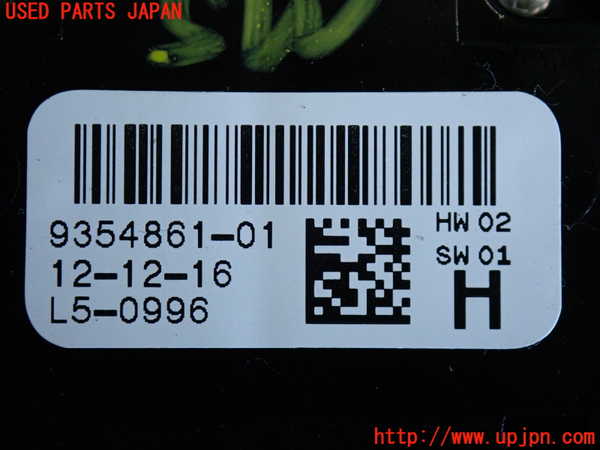 USED PARTS JAPAN
9354861-01
12-12-16
L5-0996
HW 02
SW 01
H
http://www.upjpn.com/